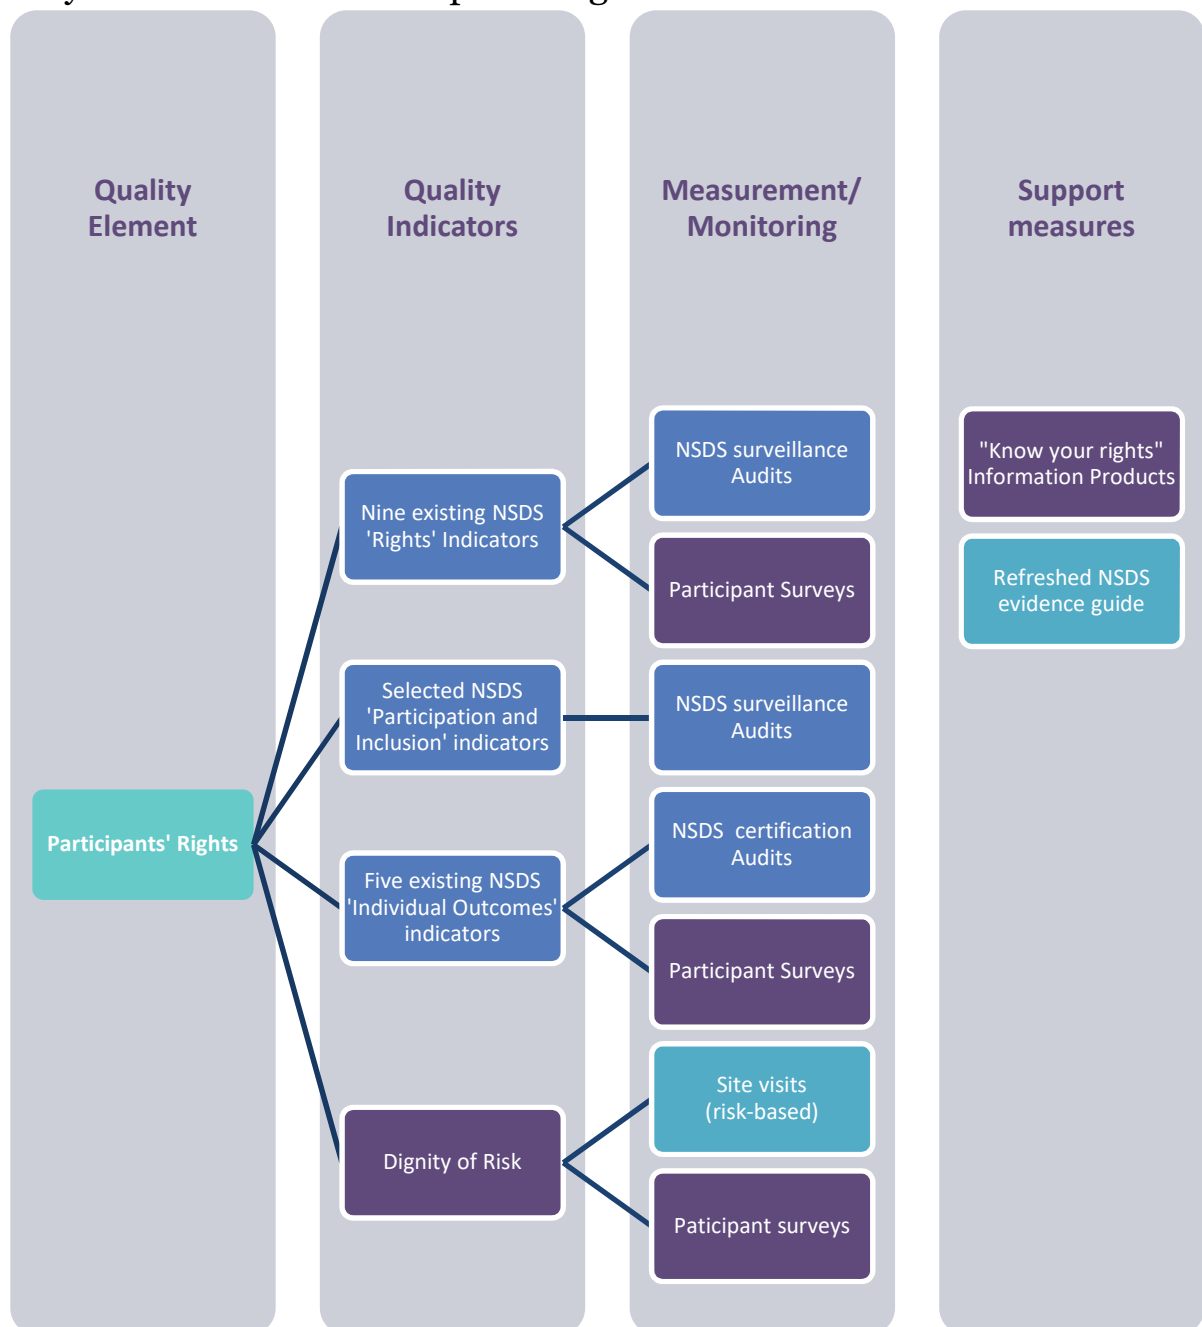 Quality
Element
Quality
Indicators
Measurement/
Monitoring
Support
measures
Participants' Rights
Nine existing NSDS
'Rights' Indicators
Selected NSDS
'Participation and
Inclusion' indicators
Five existing NSDS
'Individual Outcomes'
indicators
Dignity of Risk
NSDS surveillance
Audits
Participant Surveys
NSDS surveillance
Audits
NSDS certification
Audits
Participant Surveys
Site visits
(risk-based)
Paticipant surveys
"Know your rights"
Information Products
Refreshed NSDS
evidence guide